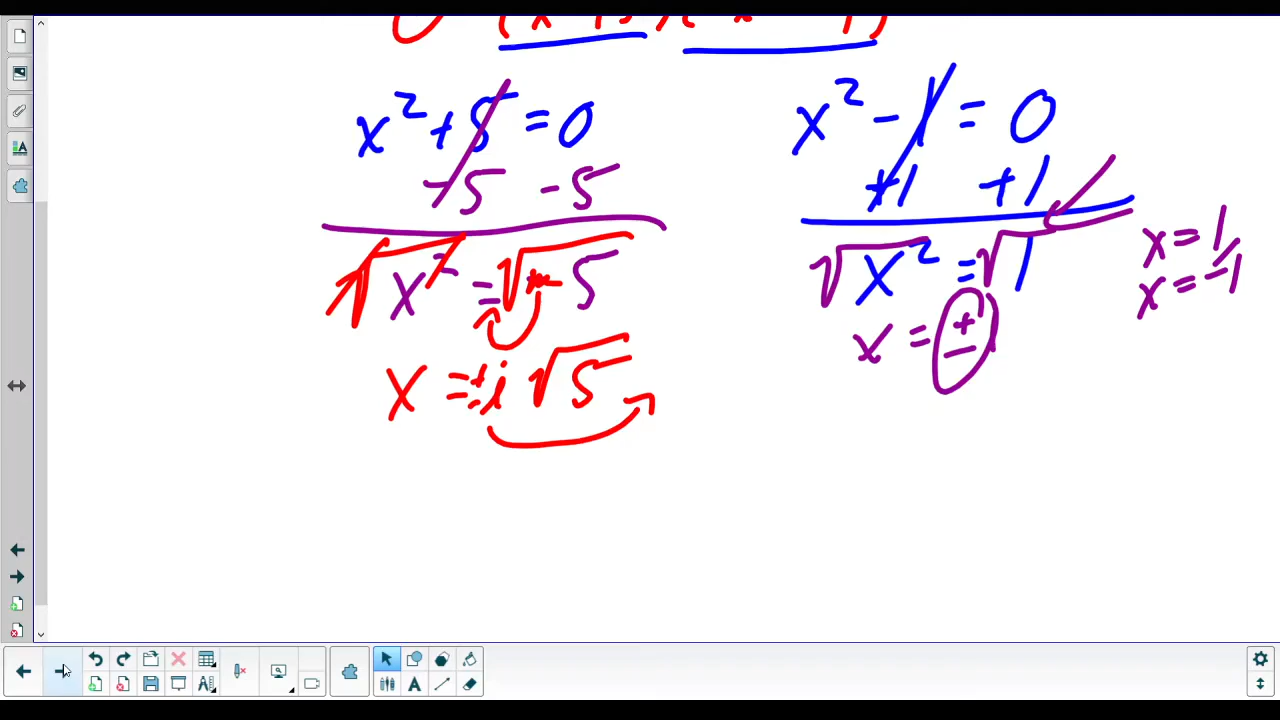 x² + 5 = 0
- 5 - 5
√x² = √-5
x = ± i √5
x² - 1 = 0
+1 +1
√x² = √1
x = ± 1
x = 1
x = -1
A
A